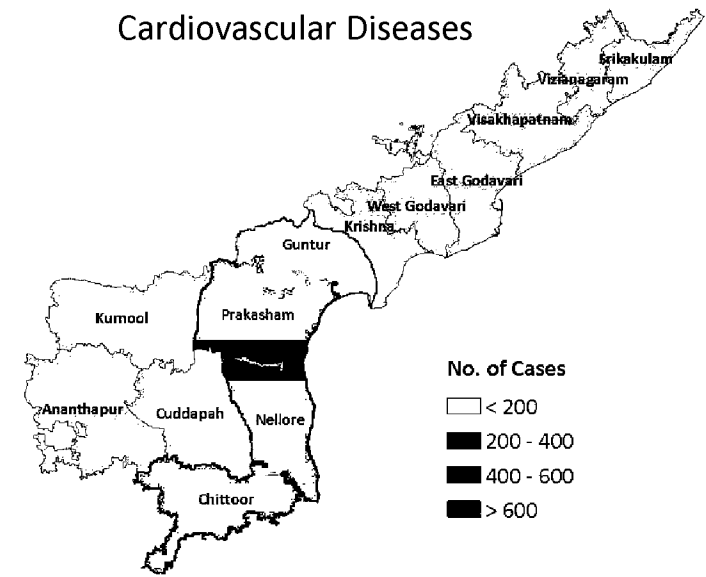 Cardiovascular Diseases
Srikakulam
Vizianagaram
Visakhapatnam
East Godavari
West Godavari
Krishna
Guntur
Prakasham
Kurnool
Ananthapur
Cuddapah
Nellore
Chittoor
No. of Cases
< 200
200 - 400
400 - 600
> 600